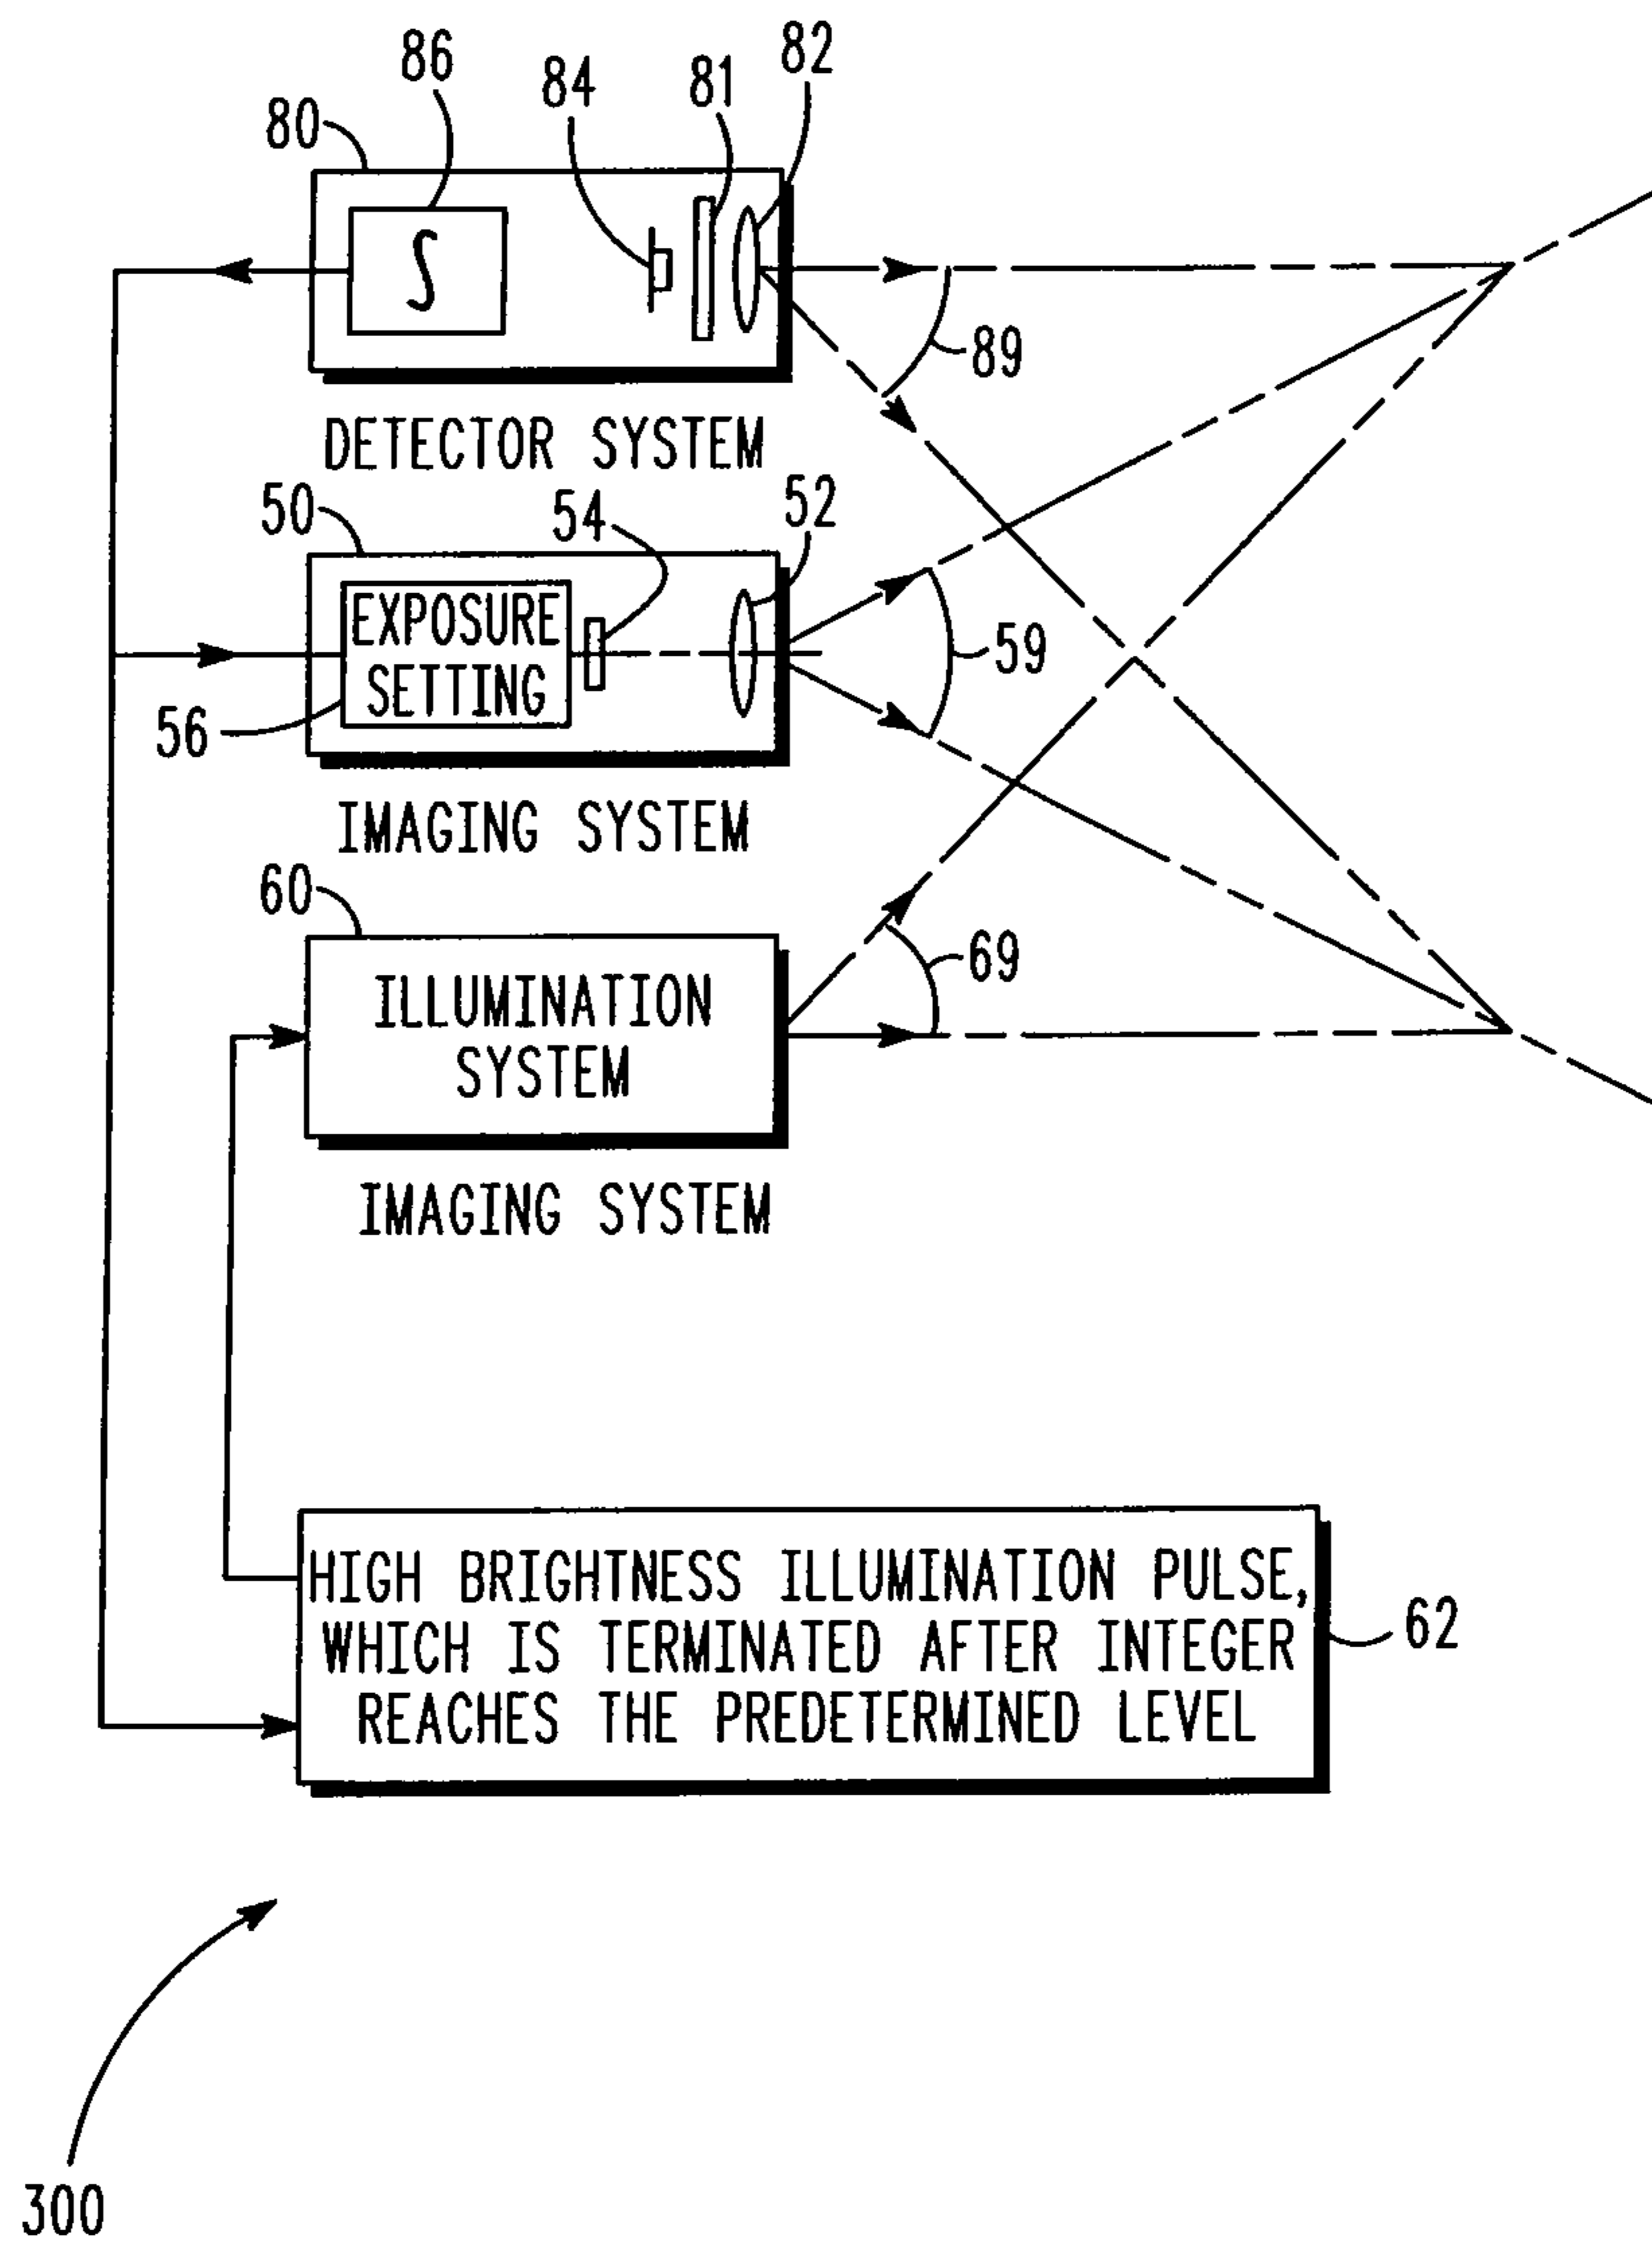 86
84
81
82
80
∫
89
DETECTOR SYSTEM
50
54
52
EXPOSURE
SETTING
59
56
IMAGING SYSTEM
60
ILLUMINATION
SYSTEM
69
IMAGING SYSTEM
HIGH BRIGHTNESS ILLUMINATION PULSE,
WHICH IS TERMINATED AFTER INTEGER
REACHES THE PREDETERMINED LEVEL
62
300